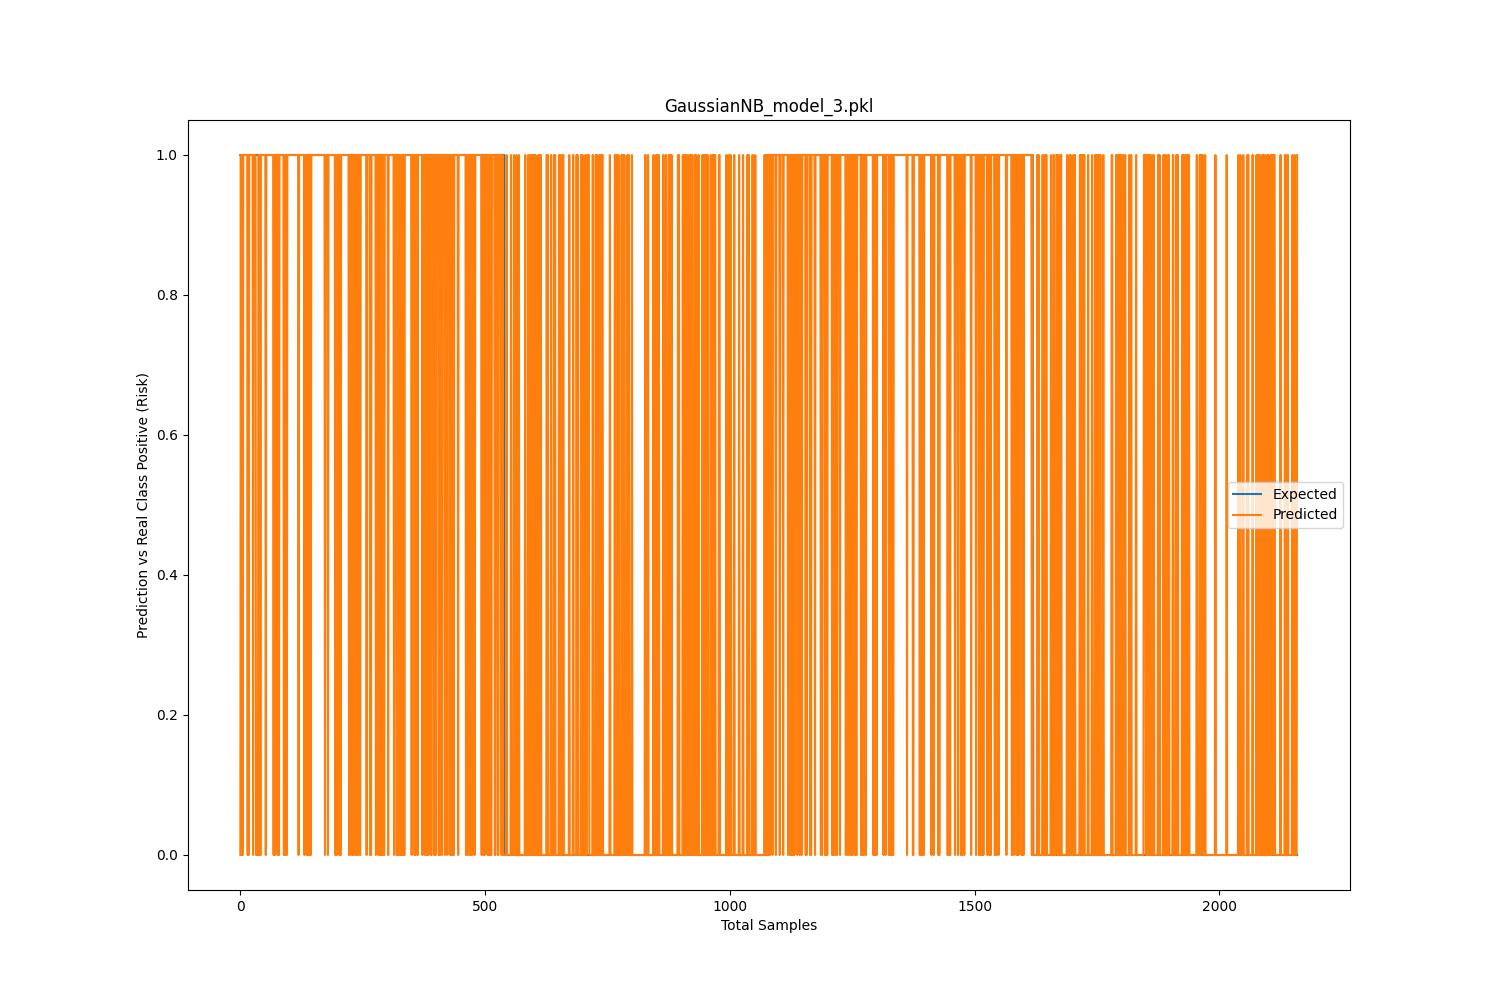 GaussianNB_model_3.pkl
Prediction vs Real Class Positive (Risk)
1.0
0.8
0.6
0.4
0.2
0.0
Expected
Predicted
0 500 1000 1500 2000
Total Samples